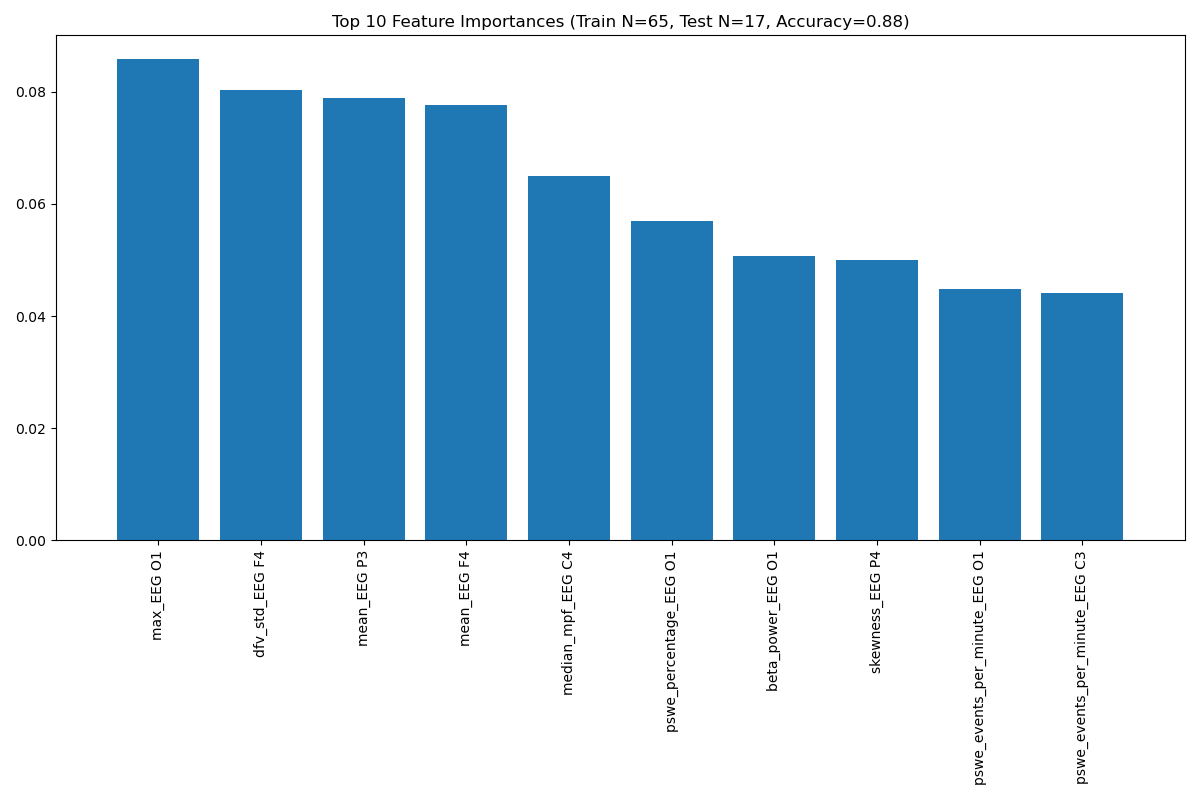 Top 10 Feature Importances (Train N=65, Test N=17, Accuracy=0.88)
0.08
0.06
0.04
0.02
0.00
max_EEG O1
dfv_std_EEG F4
mean_EEG P3
mean_EEG F4
median_mpf_EEG C4
pswe_percentage_EEG O1
beta_power_EEG O1
skewness_EEG P4
pswe_events_per_minute_EEG O1
pswe_events_per_minute_EEG C3